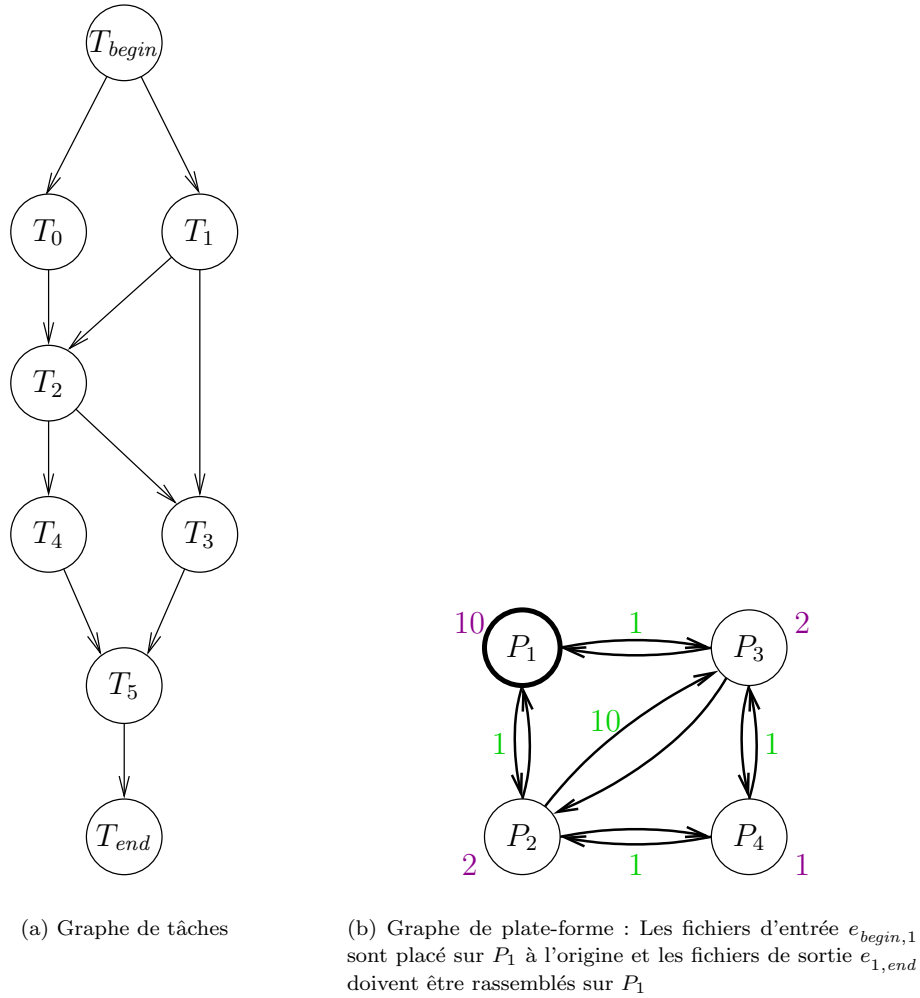 T_begin
T_0 T_1
T_2
T_4 T_3
T_5
T_end
10 P_1 1 P_3 2
1 10 1
P_2 P_4
2 1 1
(a) Graphe de tâches
(b) Graphe de plate-forme : Les fichiers d'entrée e_begin,1
sont placé sur P_1 à l'origine et les fichiers de sortie e_1,end
doivent être rassemblés sur P_1